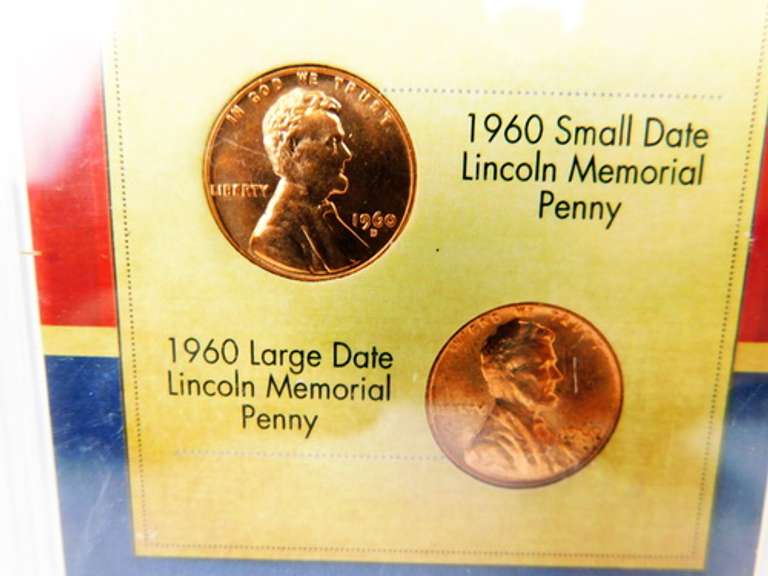 IN GOD WE TRUST
LIBERTY
1960
D
1960 Small Date
Lincoln Memorial
Penny
1960 Large Date
Lincoln Memorial
Penny